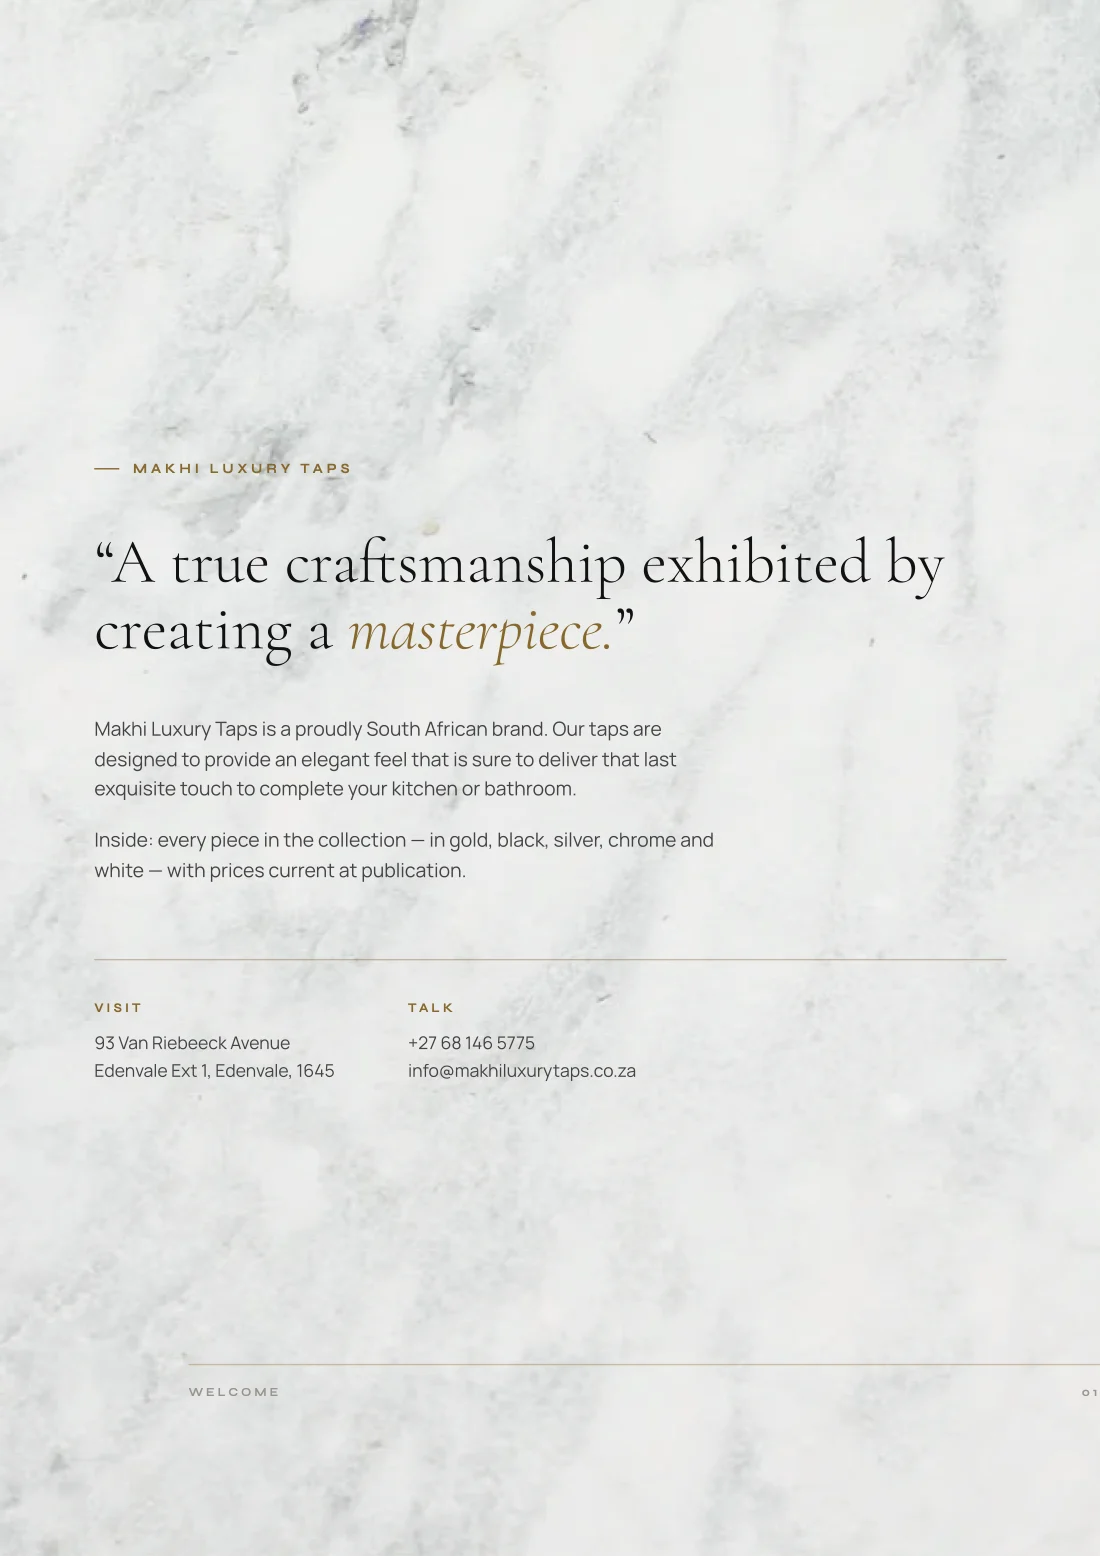 — MAKHI LUXURY TAPS
“A true craftsmanship exhibited by
creating a masterpiece.”
Makhi Luxury Taps is a proudly South African brand. Our taps are
designed to provide an elegant feel that is sure to deliver that last
exquisite touch to complete your kitchen or bathroom.
Inside: every piece in the collection — in gold, black, silver, chrome and
white — with prices current at publication.
VISIT
93 Van Riebeeck Avenue
Edenvale Ext 1, Edenvale, 1645
TALK
+27 68 146 5775
info@makhiluxurytaps.co.za
WELCOME
01